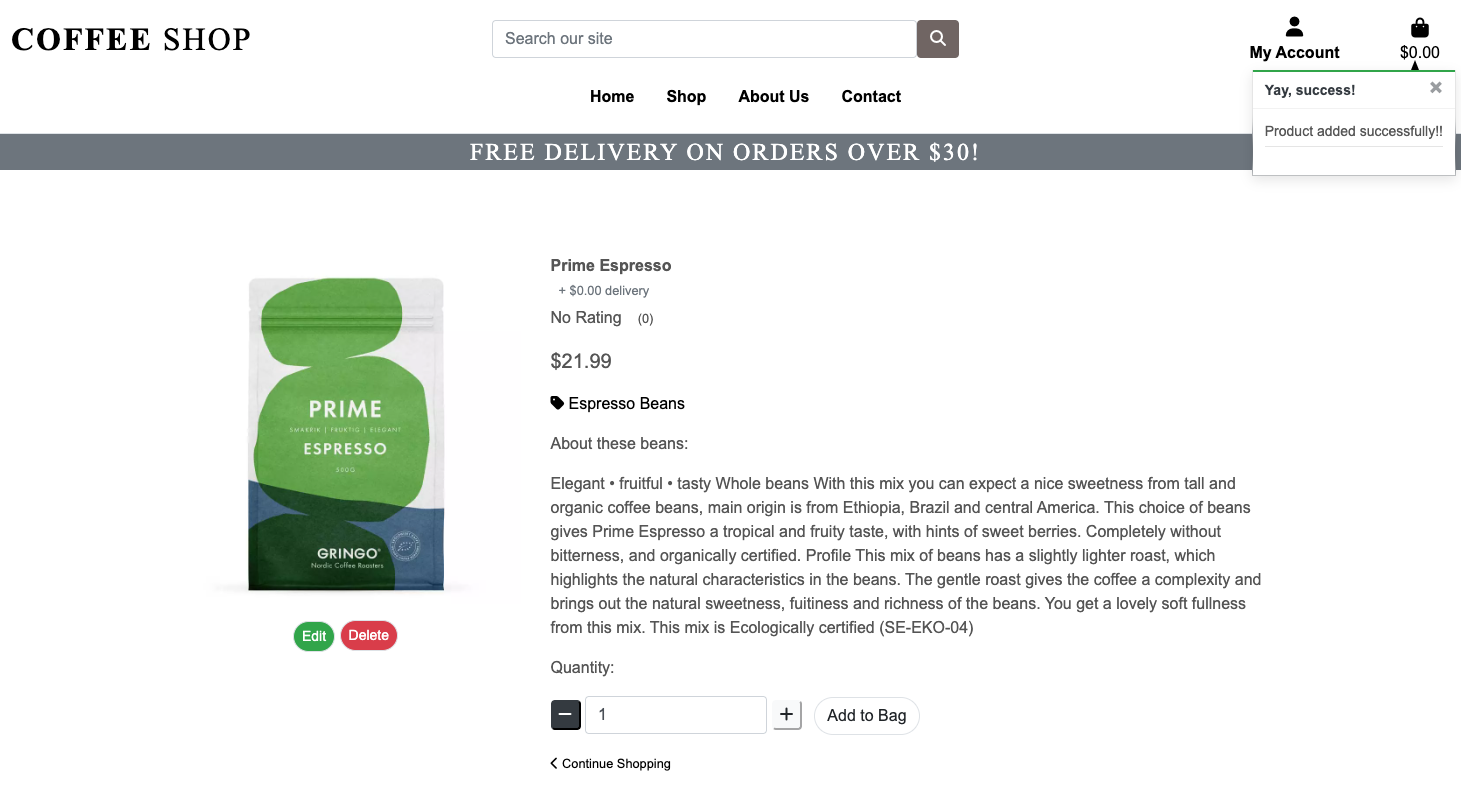 COFFEE SHOP
Search our site
My Account
$0.00
Home Shop About Us Contact
Yay, success!
×
Product added successfully!!
FREE DELIVERY ON ORDERS OVER $30!
PRIME
SMAKRIK | FRUKTIG | ELEGANT
ESPRESSO
500G
GRINGO®
Nordic Coffee Roasters
Edit Delete
Prime Espresso
+ $0.00 delivery
No Rating (0)
$21.99
Espresso Beans
About these beans:
Elegant • fruitful • tasty Whole beans With this mix you can expect a nice sweetness from tall and
organic coffee beans, main origin is from Ethiopia, Brazil and central America. This choice of beans
gives Prime Espresso a tropical and fruity taste, with hints of sweet berries. Completely without
bitterness, and organically certified. Profile This mix of beans has a slightly lighter roast, which
highlights the natural characteristics in the beans. The gentle roast gives the coffee a complexity and
brings out the natural sweetness, fuitiness and richness of the beans. You get a lovely soft fullness
from this mix. This mix is Ecologically certified (SE-EKO-04)
Quantity:
− 1 + Add to Bag
Continue Shopping